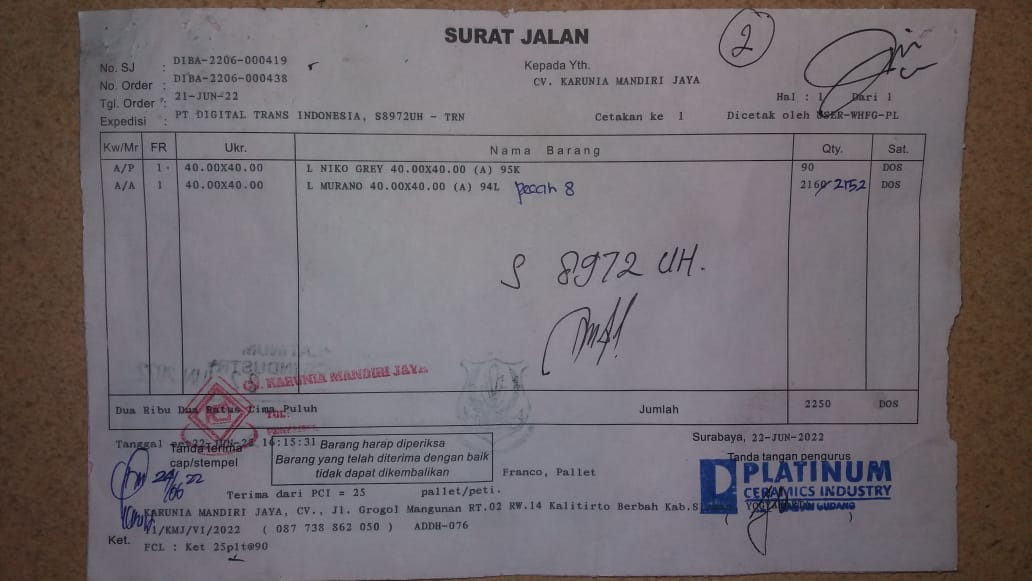 SURAT JALAN
2
No. SJ : DIBA-2206-000419
No. Order : DIBA-2206-000438
Tgl. Order : 21-JUN-22
Expedisi : PT DIGITAL TRANS INDONESIA, S8972UH - TRN
Kepada Yth.
CV. KARUNIA MANDIRI JAYA
Hal : 1 Dari 1
Cetakan ke 1 Dicetak oleh USER-WHFG-PL
Kw/Mr FR Ukr. Nama Barang Qty. Sat.
A/P 1 40.00X40.00 L NIKO GREY 40.00X40.00 (A) 95K 90 DOS
A/A 1 40.00X40.00 L MURANO 40.00X40.00 (A) 94L pecah 8 2160 2152 DOS
S 8972 UH.
CV. KARUNIA MANDIRI JAYA
TGL:
Dua Ribu Dua Ratus Lima Puluh Jumlah 2250 DOS
Tanggal 22-JUN-22 16:15:31
Surabaya, 22-JUN-2022
Tanda terima
cap/stempel
Barang harap diperiksa
Barang yang telah diterima dengan baik
tidak dapat dikembalikan
Tanda tangan pengurus
PLATINUM
CERAMICS INDUSTRY
BAGIAN GUDANG
24/06 22
Franco, Pallet
Terima dari PCI = 25 pallet/peti.
KARUNIA MANDIRI JAYA, CV., Jl. Grogol Mangunan RT.02 RW.14 Kalitirto Berbah Kab.
11/KMJ/VI/2022 ( 087 738 862 050 ) ADDH-076
Ket. FCL : Ket 25plt@90